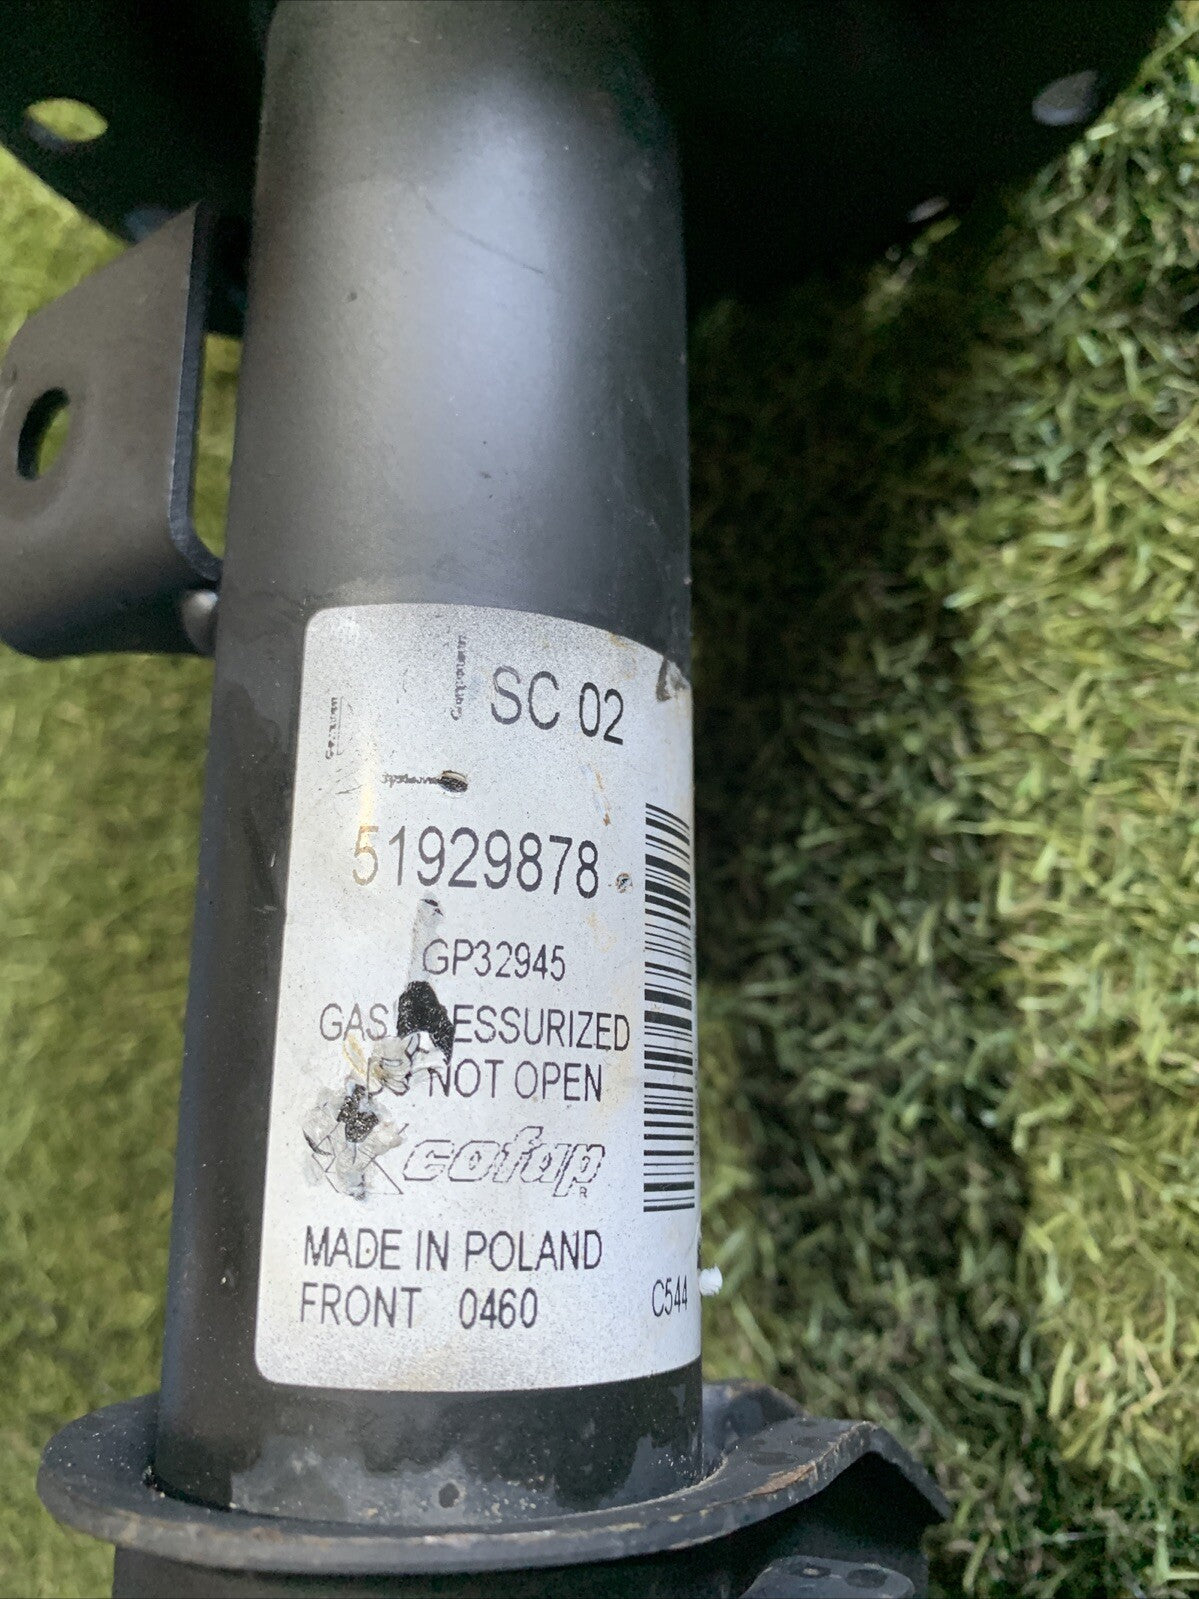 SC 02
51929878
GP32945
GAS ESSURIZED
NOT OPEN
cofap
R
MADE IN POLAND
FRONT 0460
C544